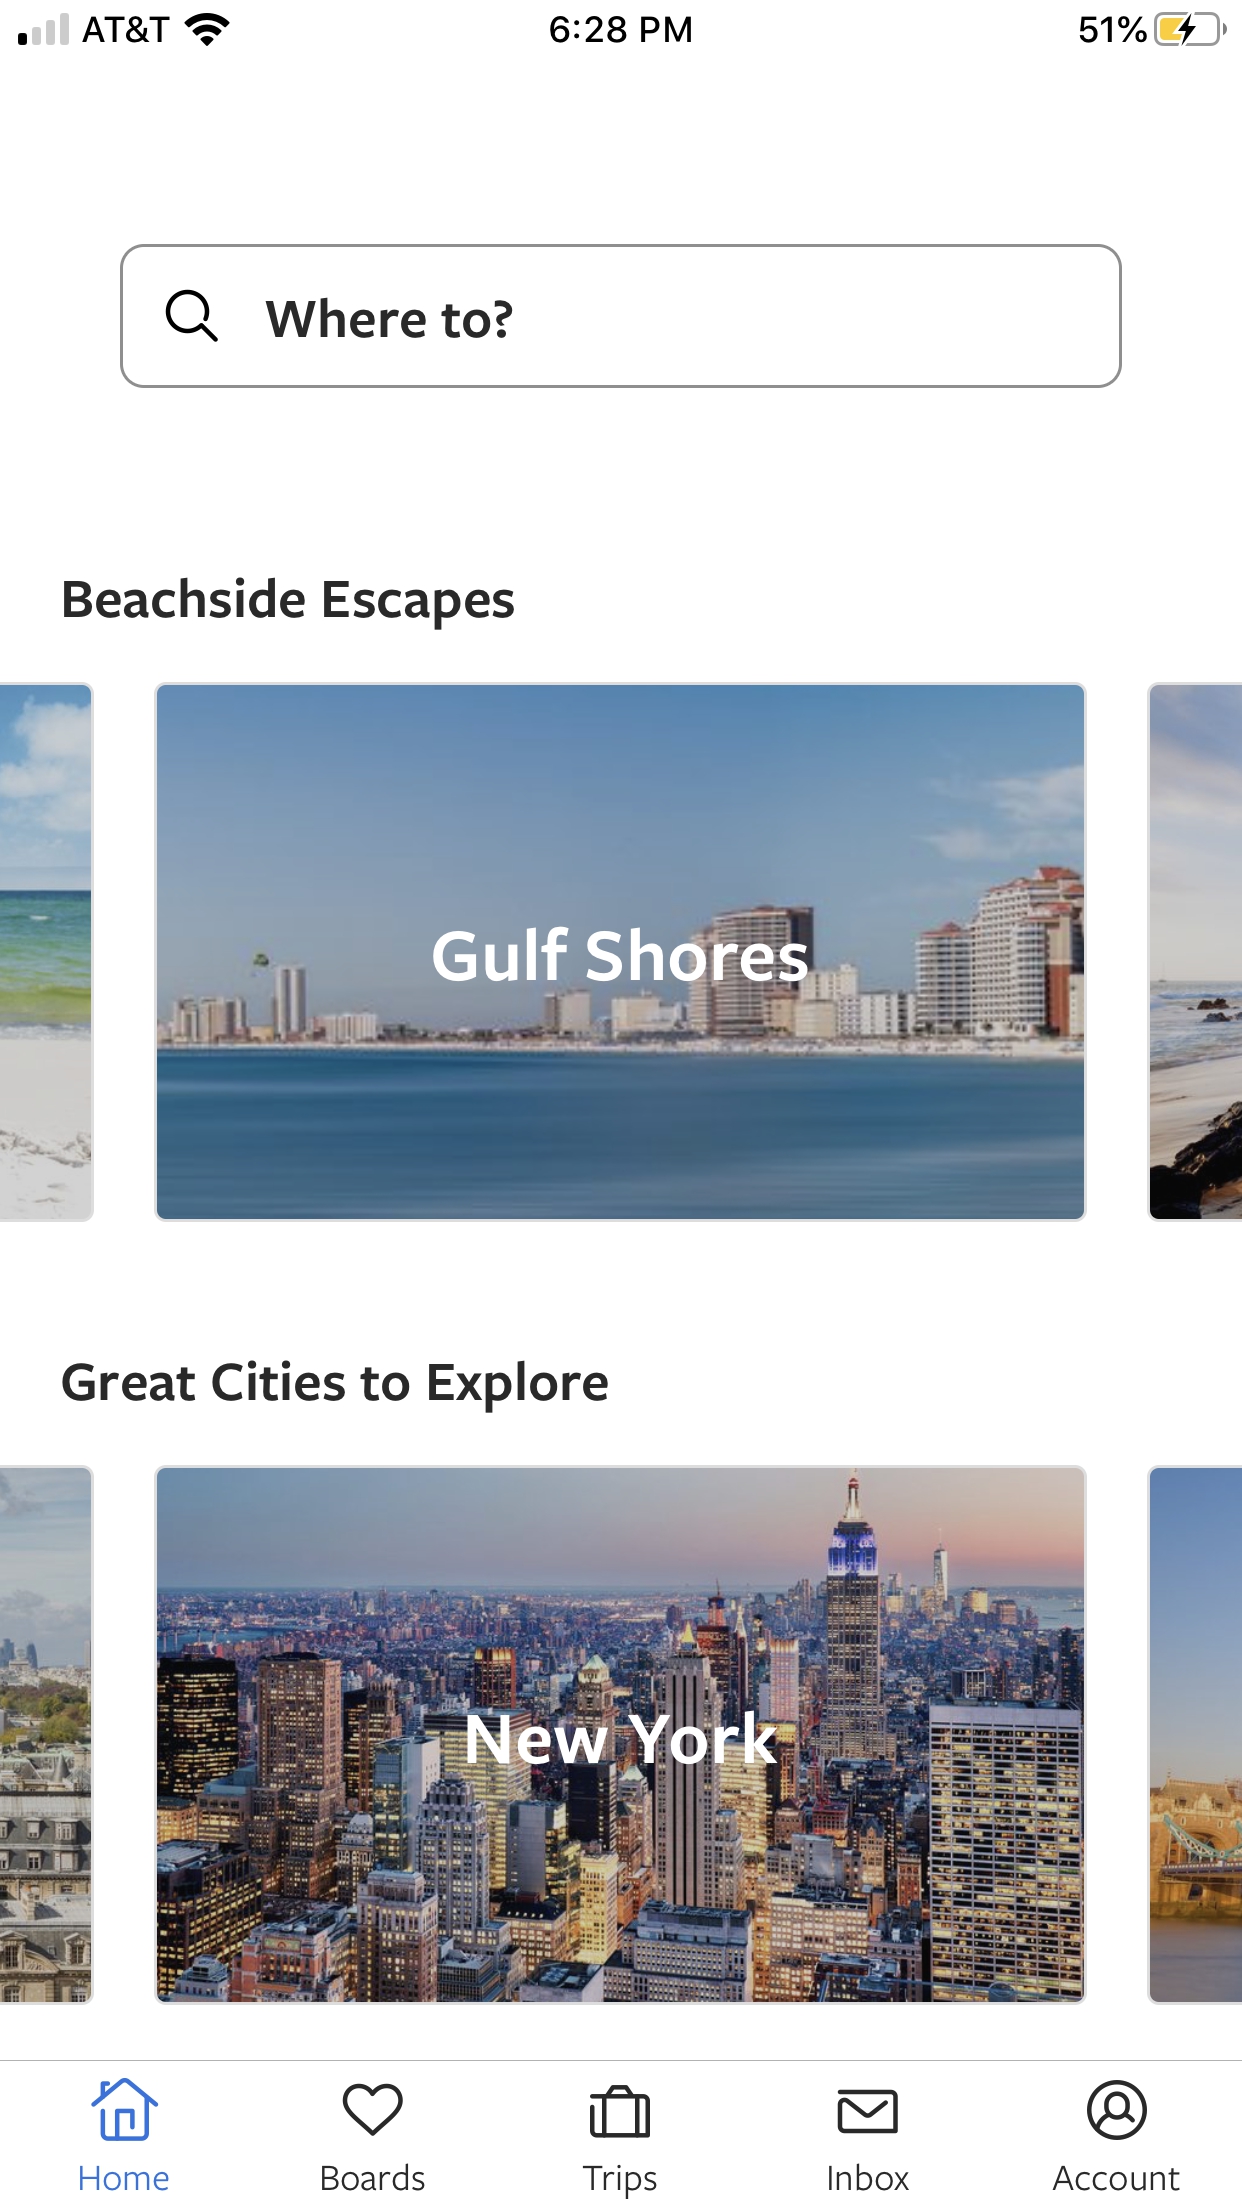 AT&T 6:28 PM 51%
Where to?
Beachside Escapes
Gulf Shores
Great Cities to Explore
New York
Home Boards Trips Inbox Account